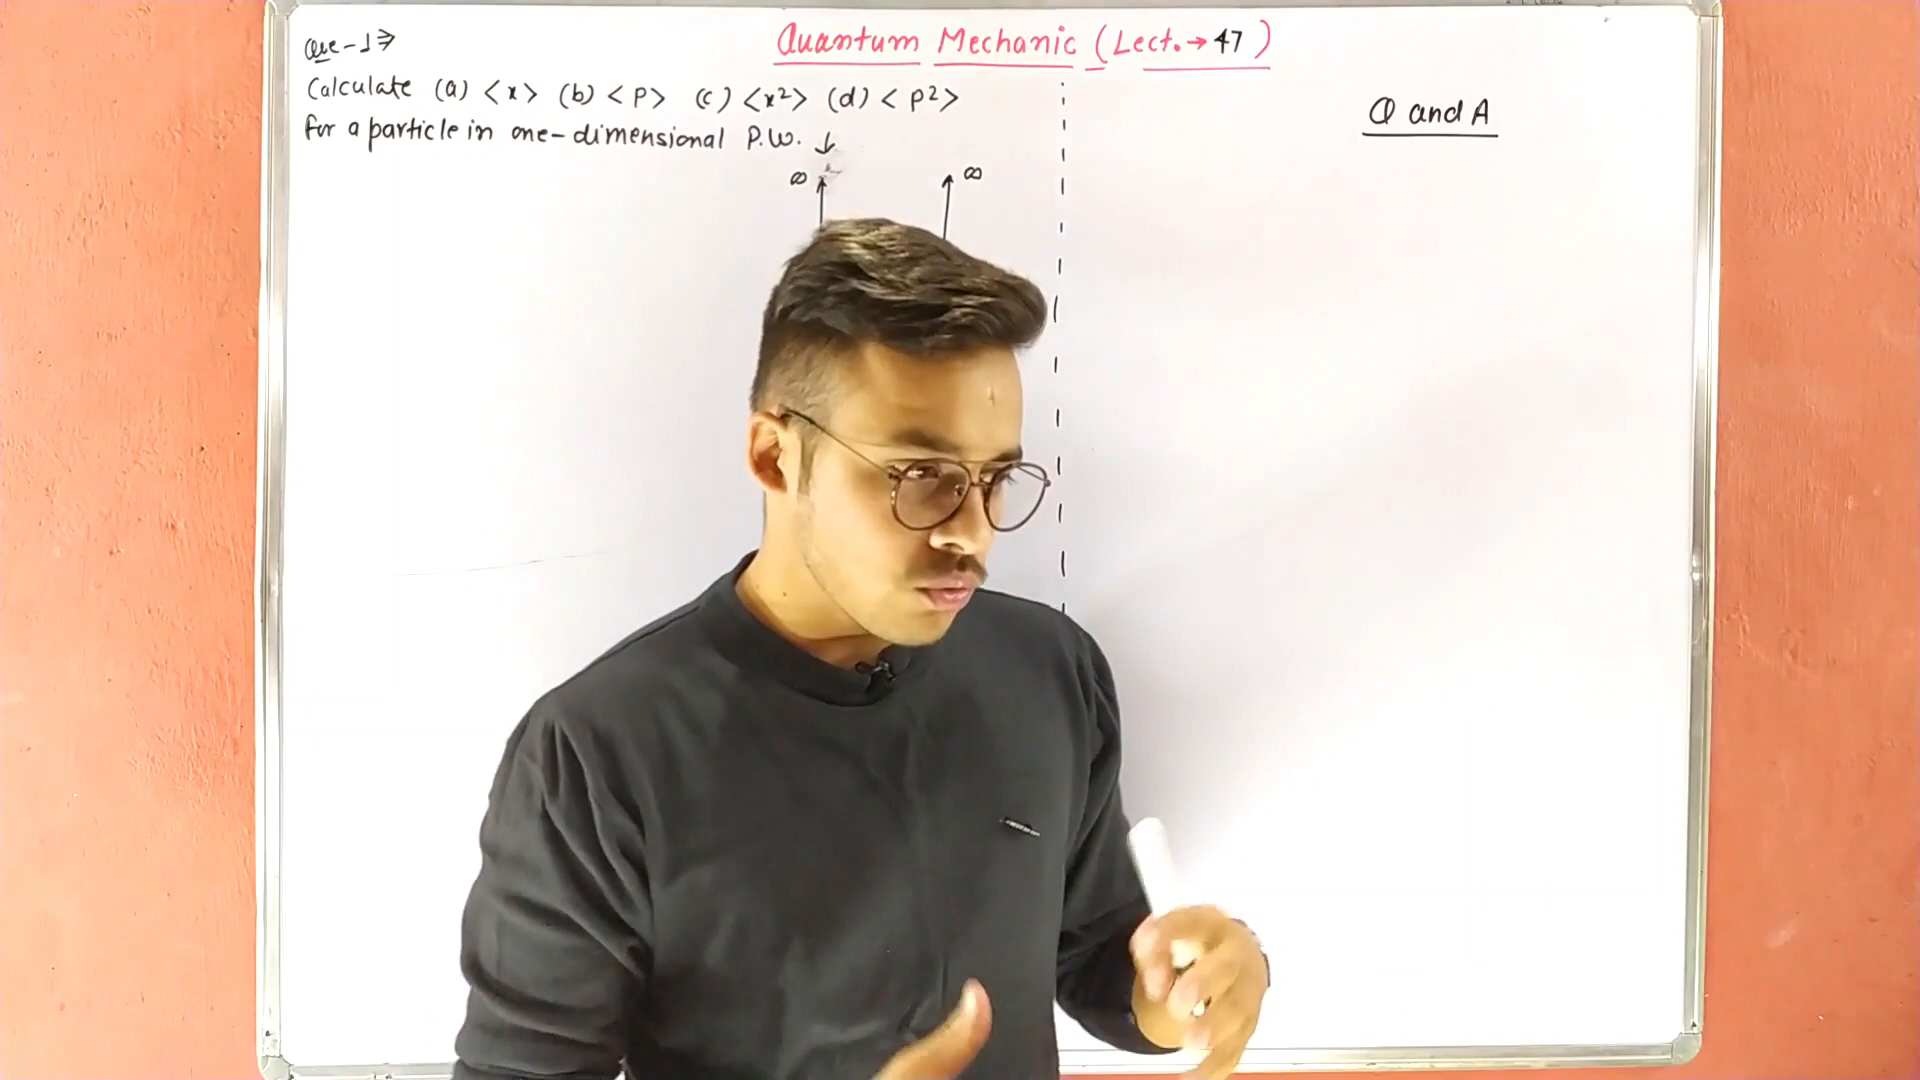 Quantum Mechanic (Lect.→47)
Que-1⇒
Calculate (a) <x> (b) <P> (c) <x²> (d) <P²>
for a particle in one-dimensional P.W. ↓
∞ ∞
Q and A